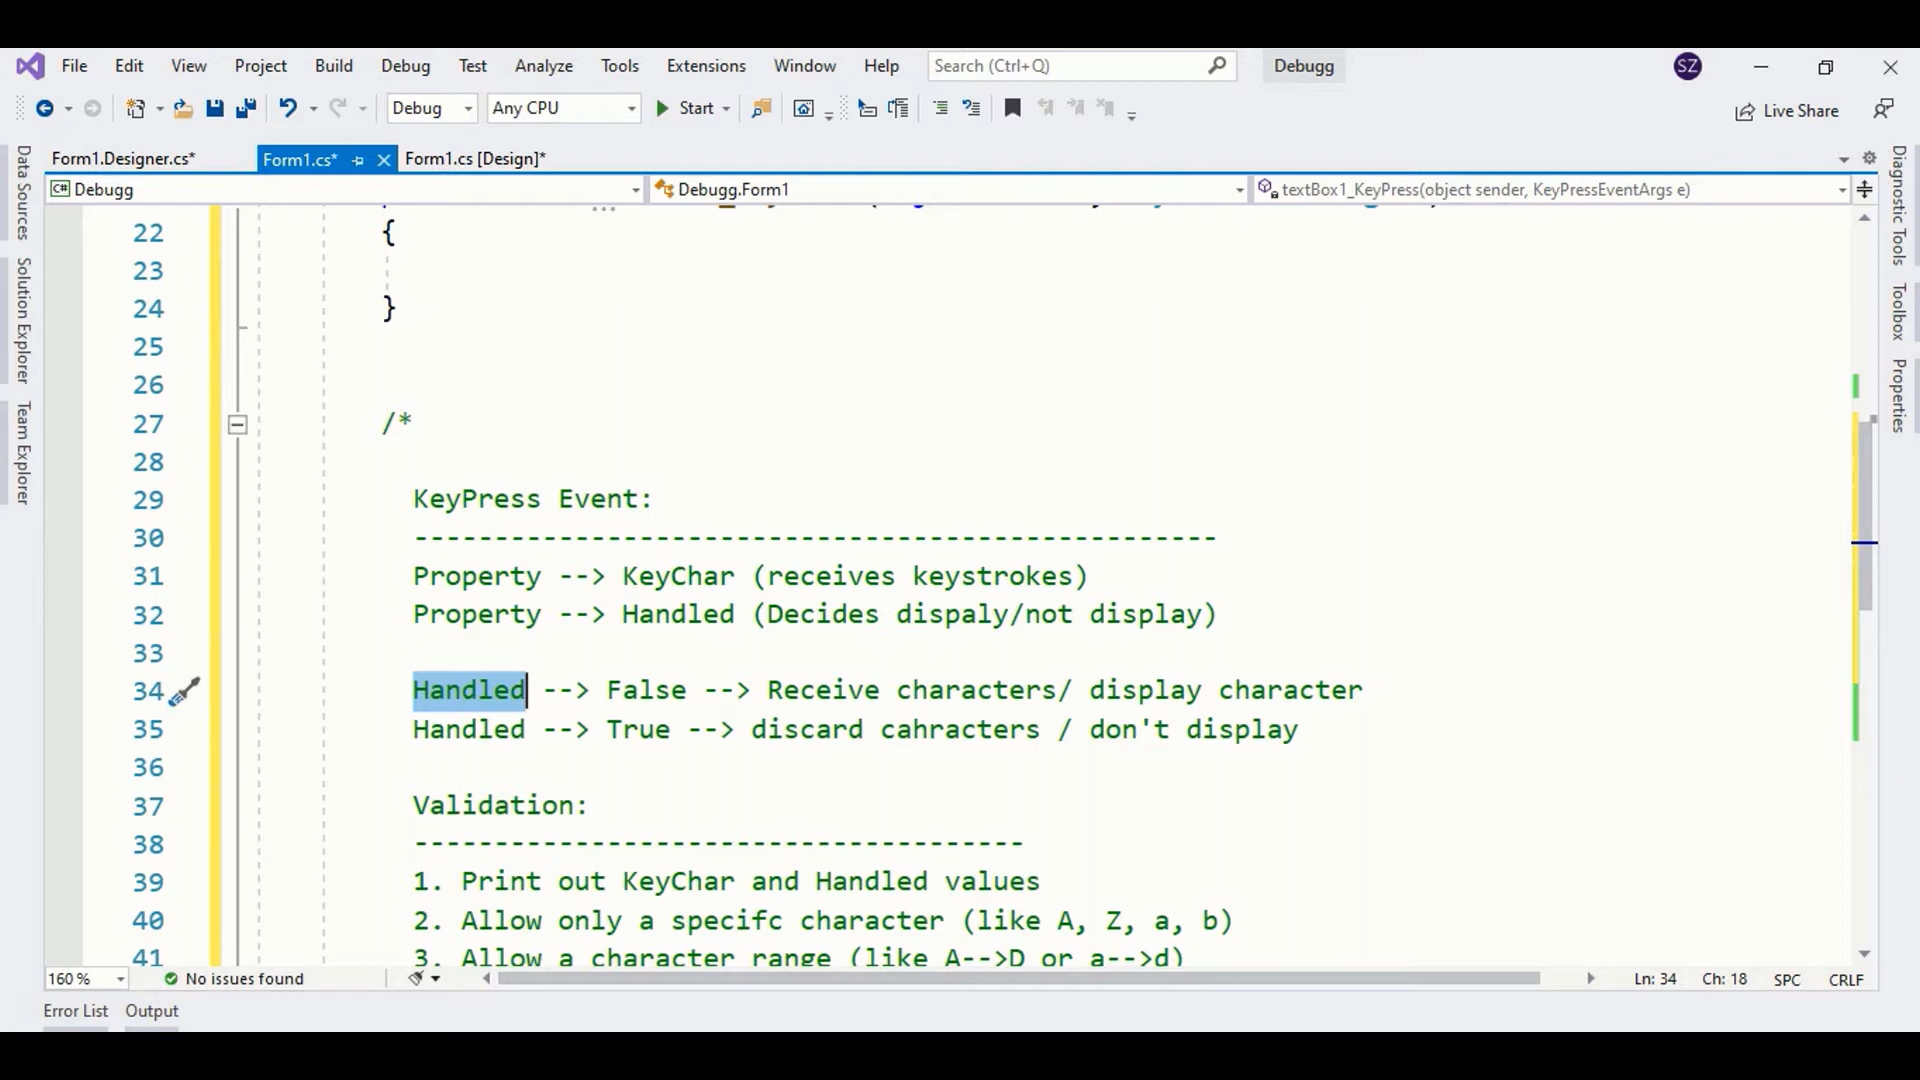 File Edit View Project Build Debug Test Analyze Tools Extensions Window Help Search (Ctrl+Q) Debugg SZ
Debug Any CPU Start Live Share
Form1.Designer.cs* Form1.cs* Form1.cs [Design]*
C# Debugg Debugg.Form1 textBox1_KeyPress(object sender, KeyPressEventArgs e)
Data Sources
Solution Explorer
Team Explorer
22 {
23
24 }
25
26
27 /*
28
29 KeyPress Event:
30 --------------------------------------------------
31 Property --> KeyChar (receives keystrokes)
32 Property --> Handled (Decides dispaly/not display)
33
34 Handled --> False --> Receive characters/ display character
35 Handled --> True --> discard cahracters / don't display
36
37 Validation:
38 --------------------------------------
39 1. Print out KeyChar and Handled values
40 2. Allow only a specifc character (like A, Z, a, b)
41 3. Allow a character range (like A-->D or a-->d)
Diagnostic Tools
Toolbox
Properties
160 % No issues found Ln: 34 Ch: 18 SPC CRLF
Error List Output